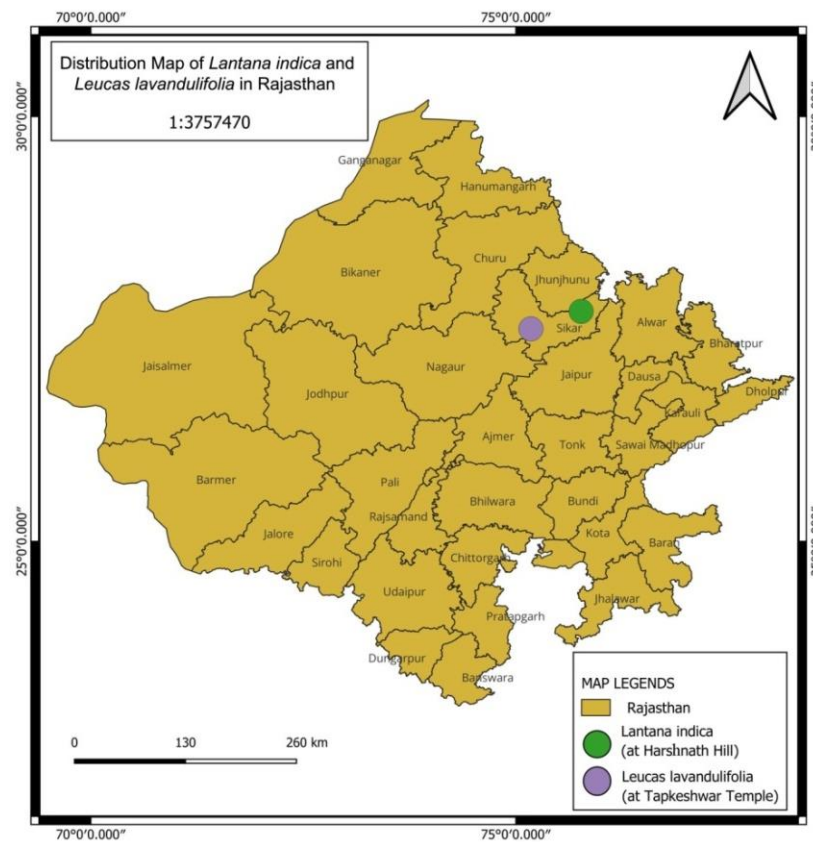 70°0'0.000"
75°0'0.000"
Distribution Map of Lantana indica and
Leucas lavandulifolia in Rajasthan
1:3757470
30°0'0.000"
Ganganagar
Hanumangarh
Churu
Bikaner
Jhunjhunu
Sikar
Alwar
Bharatpur
Jaisalmer
Nagaur
Jaipur
Dausa
Jodhpur
Dholpur
Karauli
Ajmer
Tonk
Sawai Madhopur
Barmer
Pali
Bhilwara
Bundi
Rajsamand
Jalore
Kota
Baran
25°0'0.000"
Sirohi
Chittorgarh
Udaipur
Jhalawar
Pratapgarh
Dungarpur
Banswara
MAP LEGENDS
Rajasthan
Lantana indica
(at Harshnath Hill)
Leucas lavandulifolia
(at Tapkeshwar Temple)
0 130 260 km
70°0'0.000"
75°0'0.000"